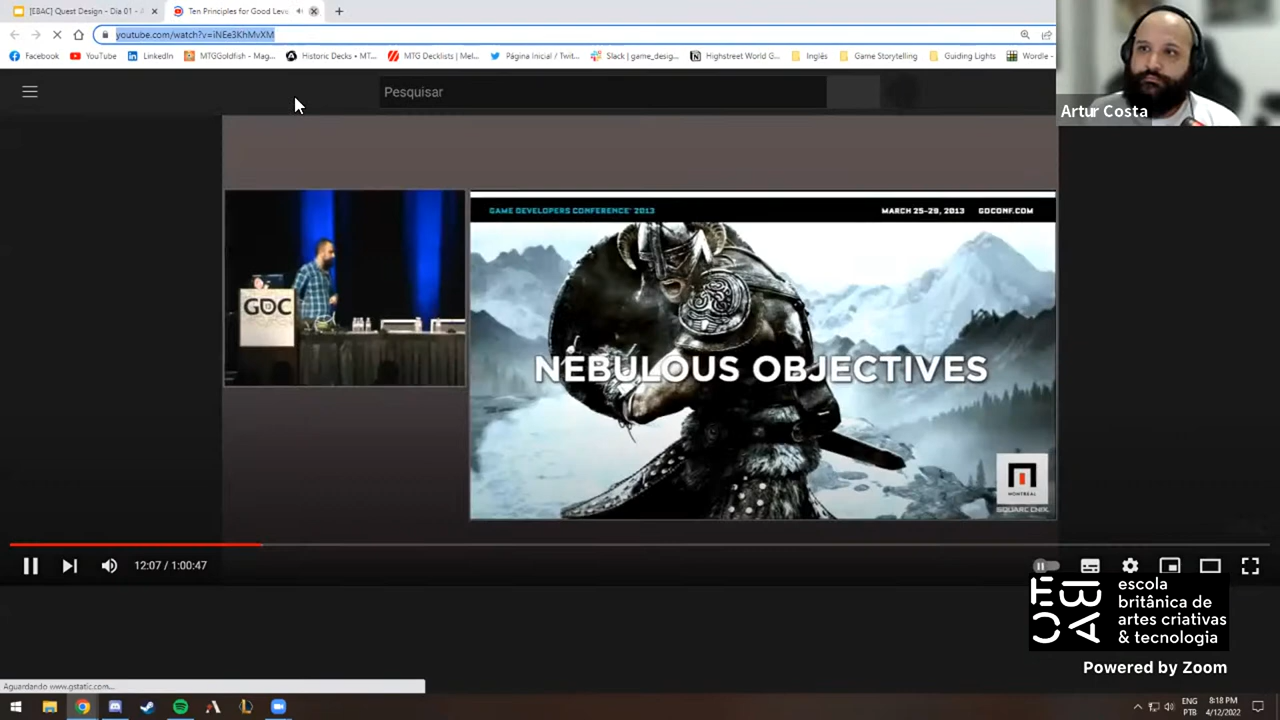 [EBAC] Quest Design - Dia 01 - A
Ten Principles for Good Leve
youtube.com/watch?v=iNEe3KhMvXM
Facebook
YouTube
LinkedIn
MTGGoldfish - Mag...
Historic Decks • MT...
MTG Decklists | Mel...
Página Inicial / Twit...
Slack | game_desig...
Highstreet World G...
Inglês
Game Storytelling
Guiding Lights
Wordle -
Pesquisar
Artur Costa
GAME DEVELOPERS CONFERENCE 2013
MARCH 25-29, 2013 GDCONF.COM
GDC
NEBULOUS OBJECTIVES
MONTREAL
SQUARE ENIX
12:07 / 1:00:47
EBAC
escola
britânica de
artes criativas
& tecnologia
Powered by Zoom
Aguardando www.gstatic.com...
ENG
PTB
8:18 PM
4/12/2022